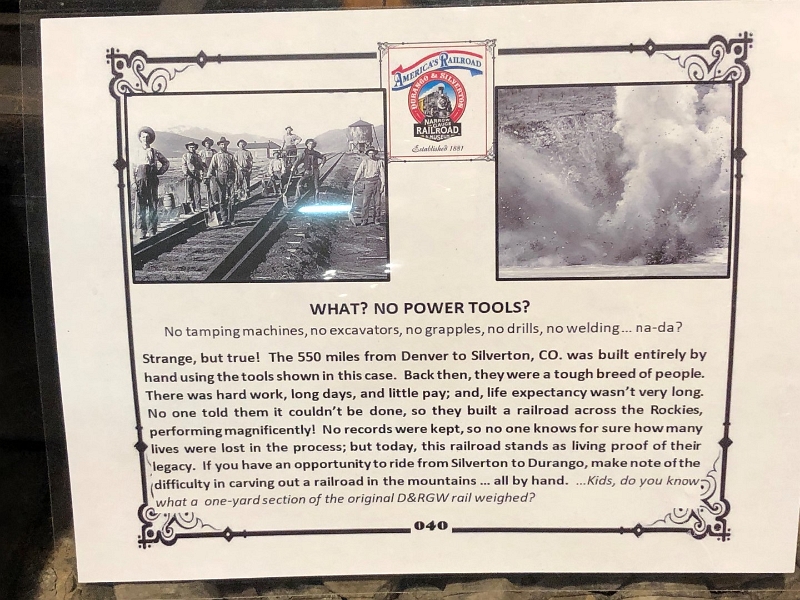 AMERICA'S RAILROAD
DURANGO & SILVERTON
NARROW
GAUGE
RAILROAD
MUSEUM
Established 1881
WHAT? NO POWER TOOLS?
No tamping machines, no excavators, no grapples, no drills, no welding... na-da?
Strange, but true! The 550 miles from Denver to Silverton, CO. was built entirely by
hand using the tools shown in this case. Back then, they were a tough breed of people.
There was hard work, long days, and little pay; and, life expectancy wasn't very long.
No one told them it couldn't be done, so they built a railroad across the Rockies,
performing magnificently! No records were kept, so no one knows for sure how many
lives were lost in the process; but today, this railroad stands as living proof of their
legacy. If you have an opportunity to ride from Silverton to Durango, make note of the
difficulty in carving out a railroad in the mountains ... all by hand. ...Kids, do you know
what a one-yard section of the original D&RGW rail weighed?
040